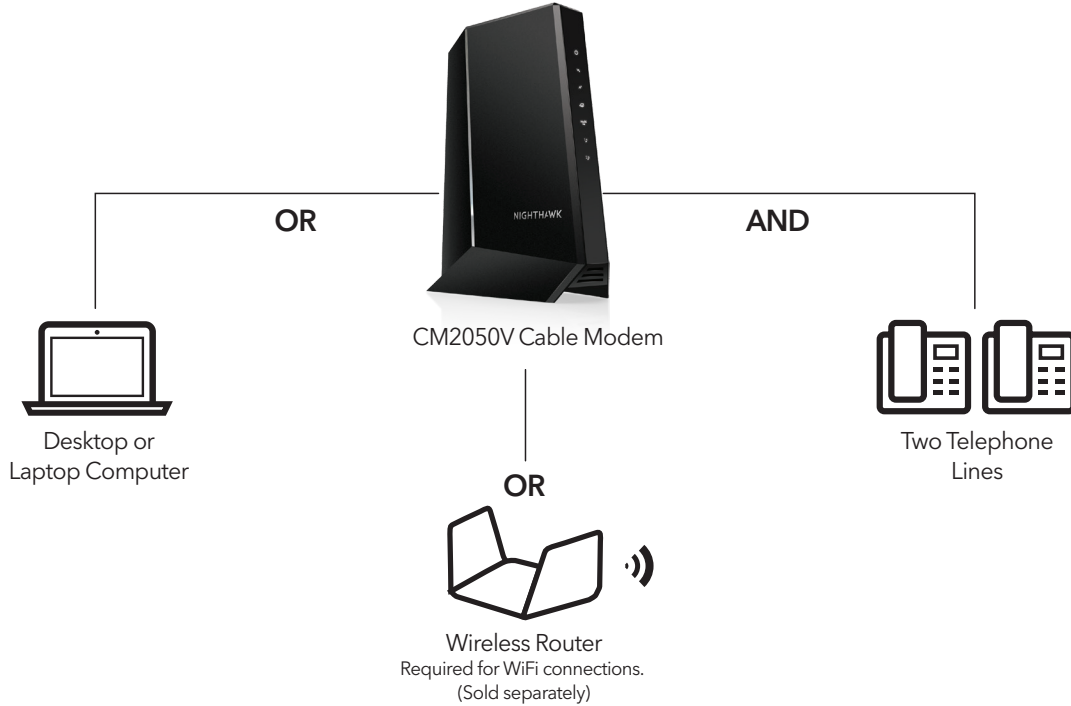 NIGHTHAWK
OR
AND
CM2050V Cable Modem
Desktop or
Laptop Computer
Two Telephone
Lines
OR
Wireless Router
Required for WiFi connections.
(Sold separately)